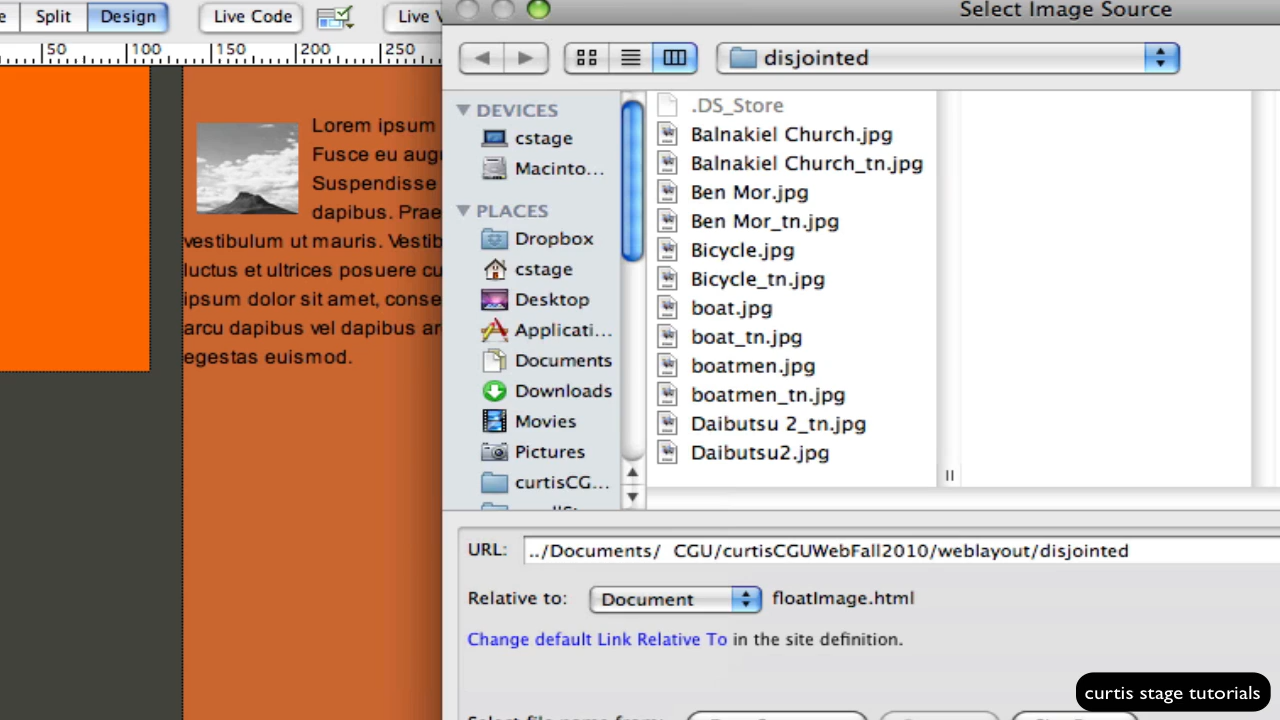 Split Design Live Code Live
50 100 150 200 250
Select Image Source
disjointed
DEVICES
cstage
Macinto...
PLACES
Dropbox
cstage
Desktop
Applicati...
Documents
Downloads
Movies
Pictures
curtisCG...
.DS_Store
Balnakiel Church.jpg
Balnakiel Church_tn.jpg
Ben Mor.jpg
Ben Mor_tn.jpg
Bicycle.jpg
Bicycle_tn.jpg
boat.jpg
boat_tn.jpg
boatmen.jpg
boatmen_tn.jpg
Daibutsu 2_tn.jpg
Daibutsu2.jpg
Lorem ipsum
Fusce eu augu
Suspendisse
dapibus. Prae
vestibulum ut mauris. Vestib
luctus et ultrices posuere cu
ipsum dolor sit amet, conse
arcu dapibus vel dapibus ar
egestas euismod.
URL: ../Documents/ CGU/curtisCGUWebFall2010/weblayout/disjointed
Relative to: Document floatImage.html
Change default Link Relative To in the site definition.
curtis stage tutorials